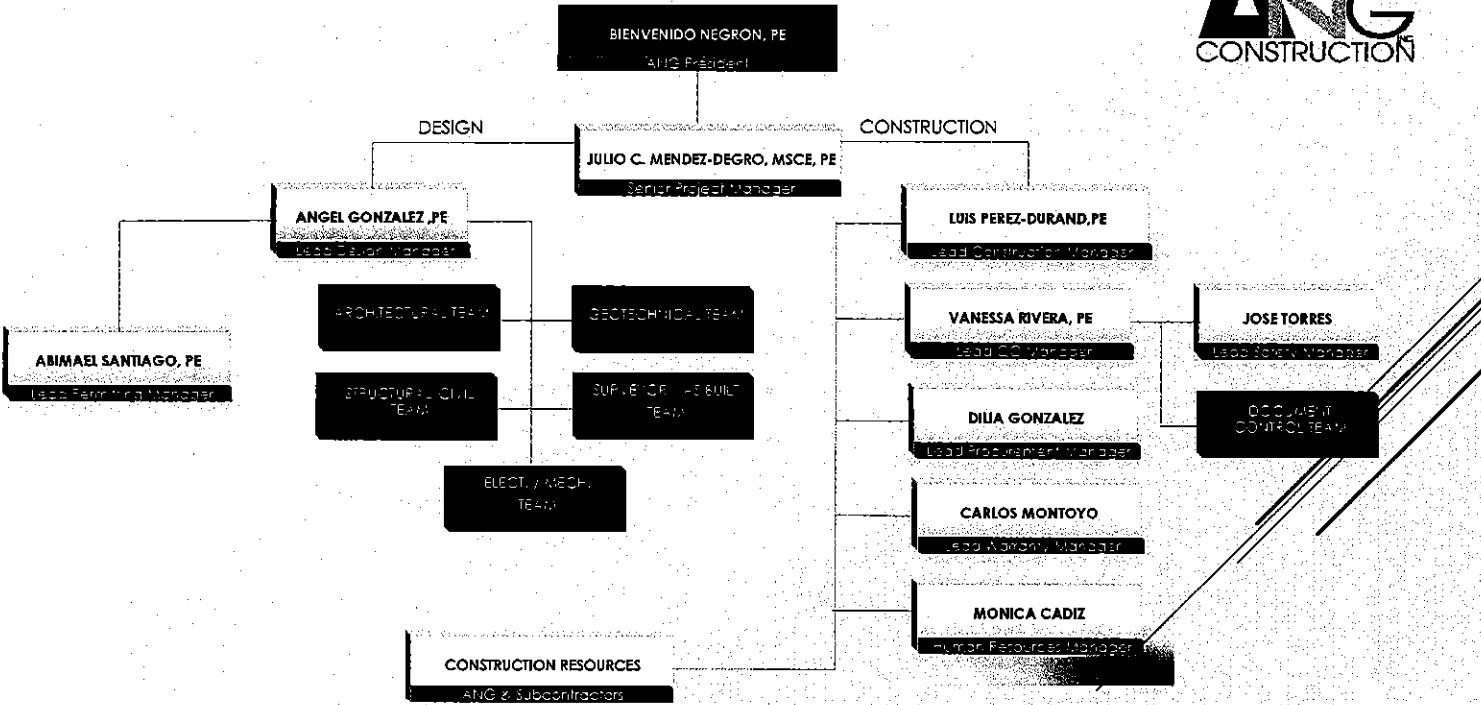 BIENVENIDO NEGRON, PE
ANG President
ANG
CONSTRUCTION
DESIGN
CONSTRUCTION
JULIO C. MENDEZ-DEGRO, MSCE, PE
Senior Project Manager
ANGEL GONZALEZ ,PE
Lead Design Manager
LUIS PEREZ-DURAND,PE
Lead Construction Manager
ARCHITECTURAL TEAM
GEOTECHNICAL TEAM
VANESSA RIVERA, PE
Lead QC Manager
JOSE TORRES
Lead Safety Manager
ABIMAEL SANTIAGO, PE
Lead Permitting Manager
STRUCTURAL CIVIL
TEAM
BUILT
TEAM
DILIA GONZALEZ
Lead Procurement Manager
DOCUMENT
CONTROL TEAM
ELECT. / MECH.
TEAM
CARLOS MONTOYO
Lead Warranty Manager
MONICA CADIZ
Human Resources Manager
CONSTRUCTION RESOURCES
ANG & Subcontractors